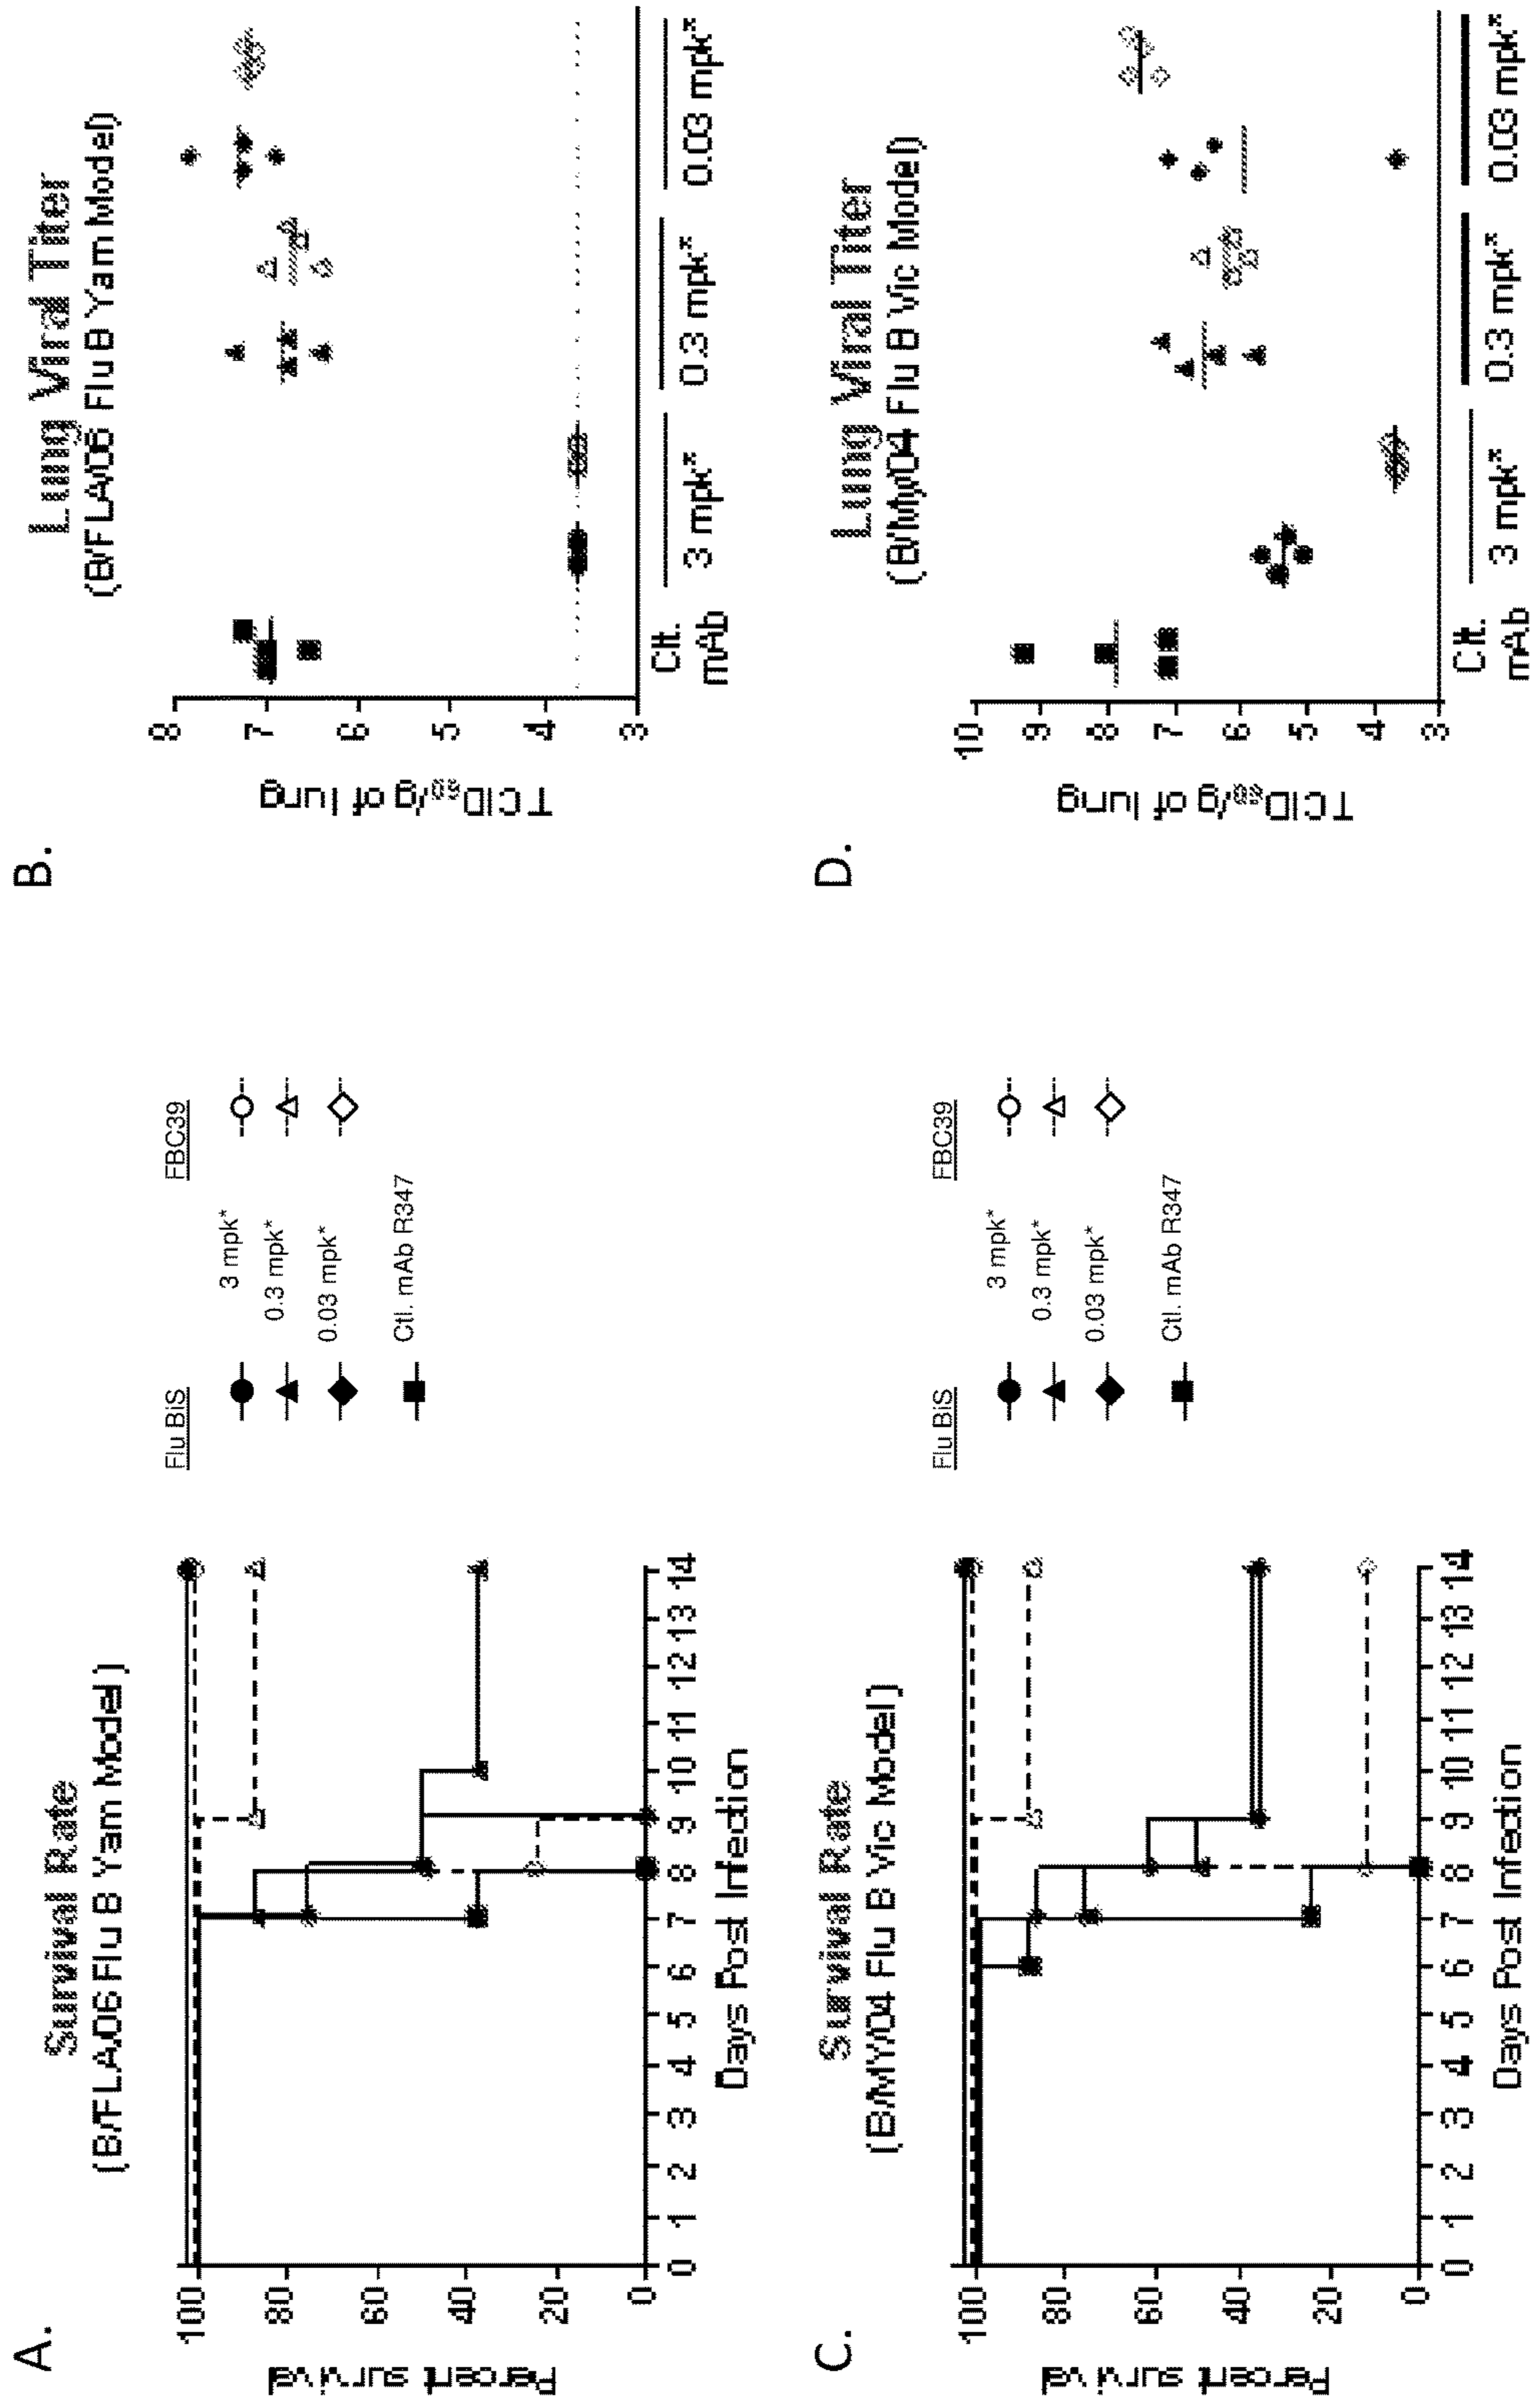 A.
Survival Rate
(B/FLA/06 Flu B Yam Model)
Percent survival
100
80
60
40
20
0
0 1 2 3 4 5 6 7 8 9 10 11 12 13 14
Days Post Infection
Flu BiS
FBC39
3 mpk*
0.3 mpk*
0.03 mpk*
Ctl. mAb R347
B.
Lung Viral Titer
(B/FLA/06 Flu B Yam Model)
TCID50/g of lung
8
7
6
5
4
3
Clt.
mAb
3 mpk*
0.3 mpk*
0.03 mpk*
C.
Survival Rate
(B/MY/04 Flu B Vic Model)
Percent survival
100
80
60
40
20
0
0 1 2 3 4 5 6 7 8 9 10 11 12 13 14
Days Post Infection
Flu BiS
FBC39
3 mpk*
0.3 mpk*
0.03 mpk*
Ctl. mAb R347
D.
Lung Viral Titer
(B/My/04 Flu B Vic Model)
TCID50/g of lung
10
9
8
7
6
5
4
3
Clt.
mAb
3 mpk*
0.3 mpk*
0.03 mpk*